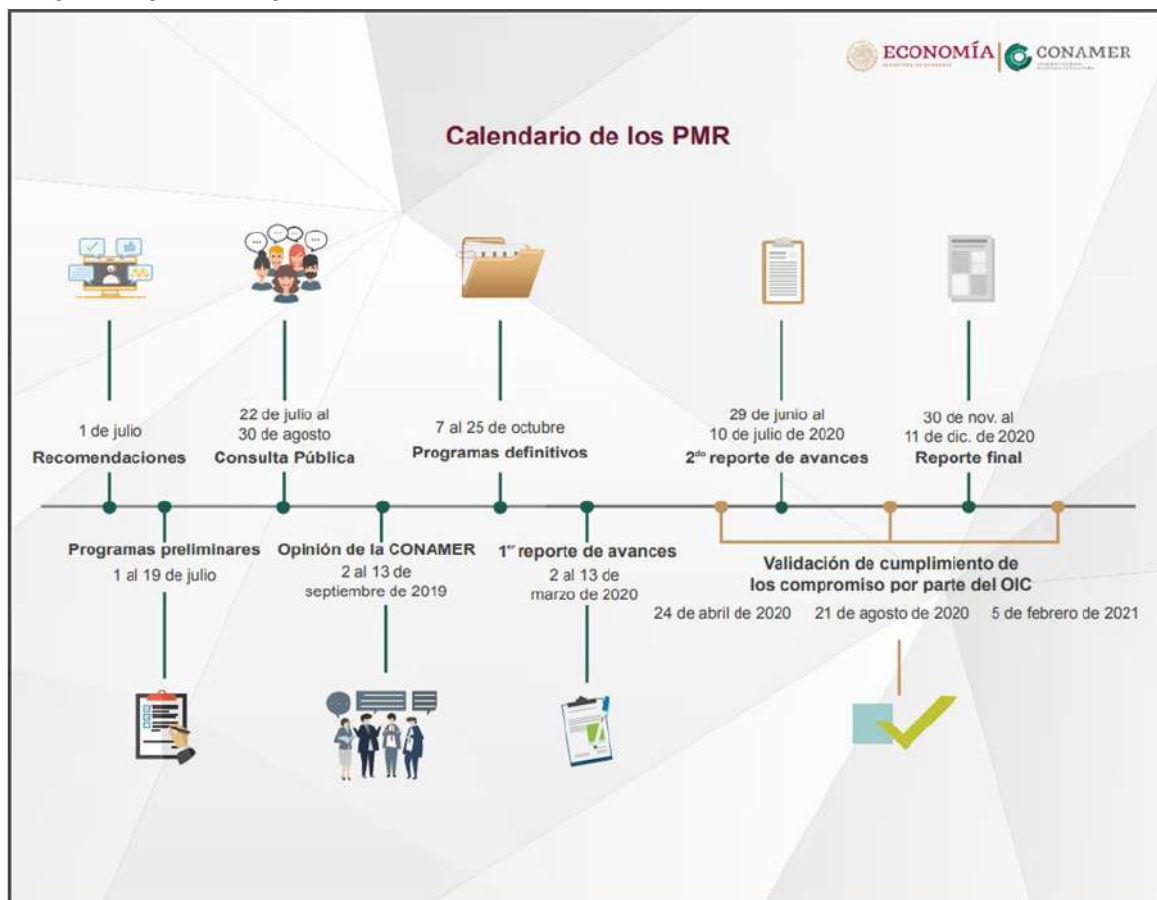 ECONOMÍA
SECRETARÍA DE ECONOMÍA
CONAMER
Calendario de los PMR
1 de julio
Recomendaciones
22 de julio al
30 de agosto
Consulta Pública
7 al 25 de octubre
Programas definitivos
29 de junio al
10 de julio de 2020
2do reporte de avances
30 de nov. al
11 de dic. de 2020
Reporte final
Programas preliminares
1 al 19 de julio
Opinión de la CONAMER
2 al 13 de
septiembre de 2019
1er reporte de avances
2 al 13 de
marzo de 2020
Validación de cumplimiento de
los compromiso por parte del OIC
24 de abril de 2020 21 de agosto de 2020 5 de febrero de 2021